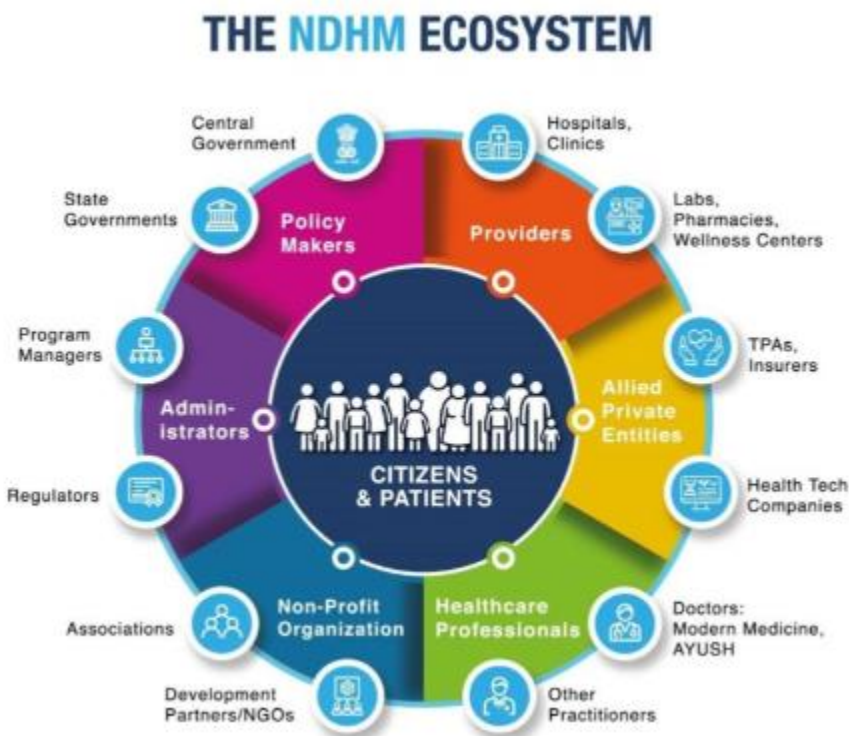 THE NDHM ECOSYSTEM
Central
Government
Hospitals,
Clinics
State
Governments
Policy
Makers
Providers
Labs,
Pharmacies,
Wellness Centers
Program
Managers
Admin-
istrators
Allied
Private
Entities
TPAs,
Insurers
CITIZENS
& PATIENTS
Regulators
Health Tech
Companies
Associations
Non-Profit
Organization
Healthcare
Professionals
Doctors:
Modern Medicine,
AYUSH
Development
Partners/NGOs
Other
Practitioners